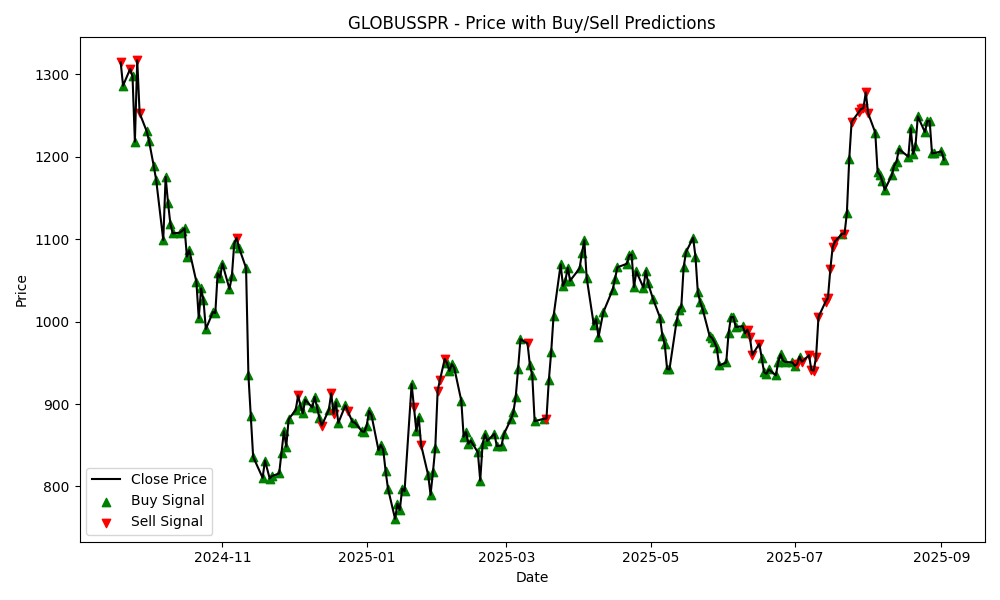 GLOBUSSPR - Price with Buy/Sell Predictions
1300
1200
1100
1000
900
800
Price
Close Price
Buy Signal
Sell Signal
2024-11
2025-01
2025-03
2025-05
2025-07
2025-09
Date